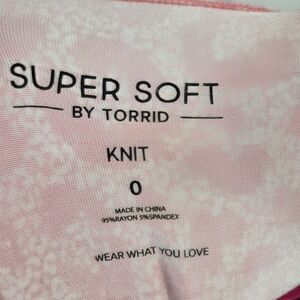 SUPER SOFT
BY TORRID
KNIT
0
MADE IN CHINA
95%RAYON 5%SPANDEX
WEAR WHAT YOU LOVE